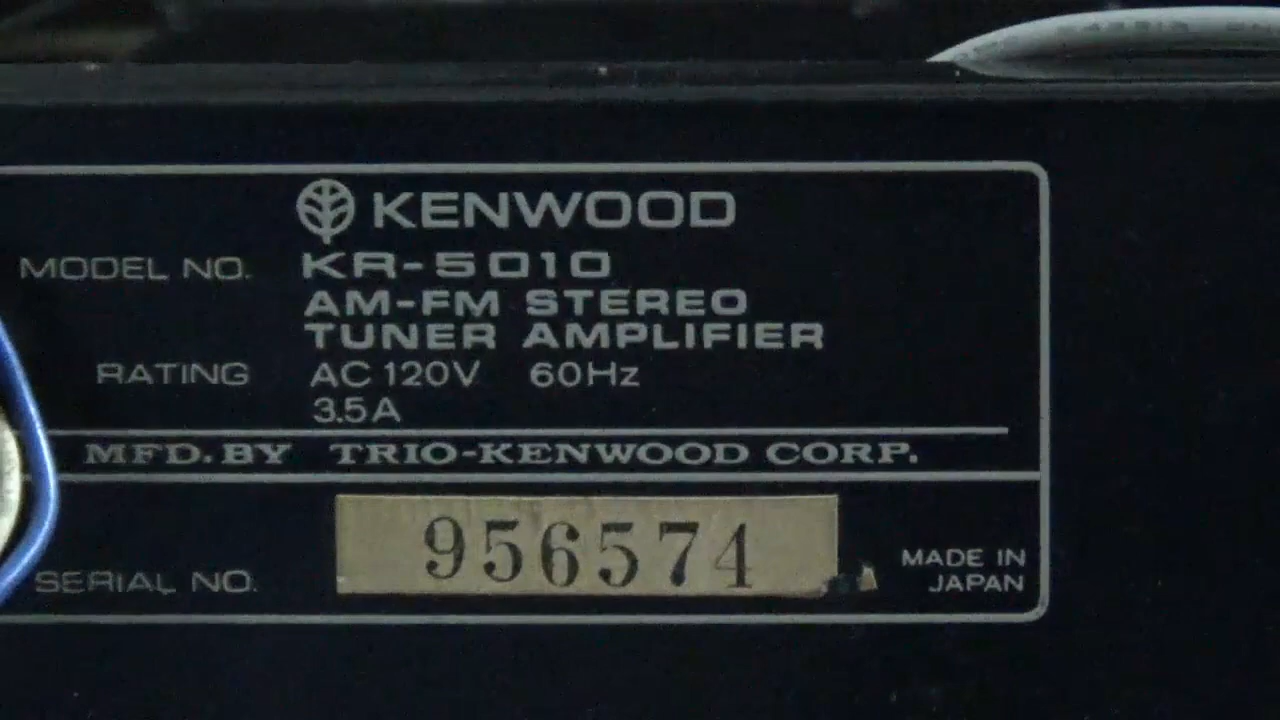 KENWOOD
MODEL NO. KR-5010
AM-FM STEREO
TUNER AMPLIFIER
RATING AC 120V 60Hz
3.5A
MFD. BY TRIO-KENWOOD CORP.
SERIAL NO. 956574
MADE IN
JAPAN